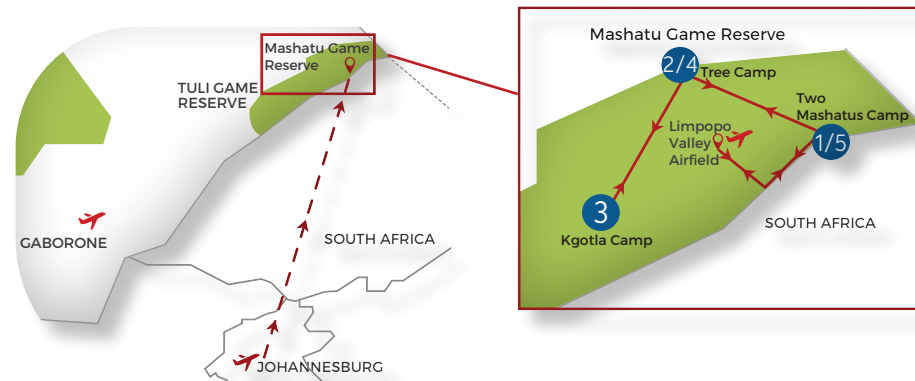 Mashatu Game
Reserve
TULI GAME
RESERVE
GABORONE
SOUTH AFRICA
JOHANNESBURG
Mashatu Game Reserve
2/4
Tree Camp
Two
Mashatus Camp
1/5
Limpopo
Valley
Airfield
3
Kgotla Camp
SOUTH AFRICA